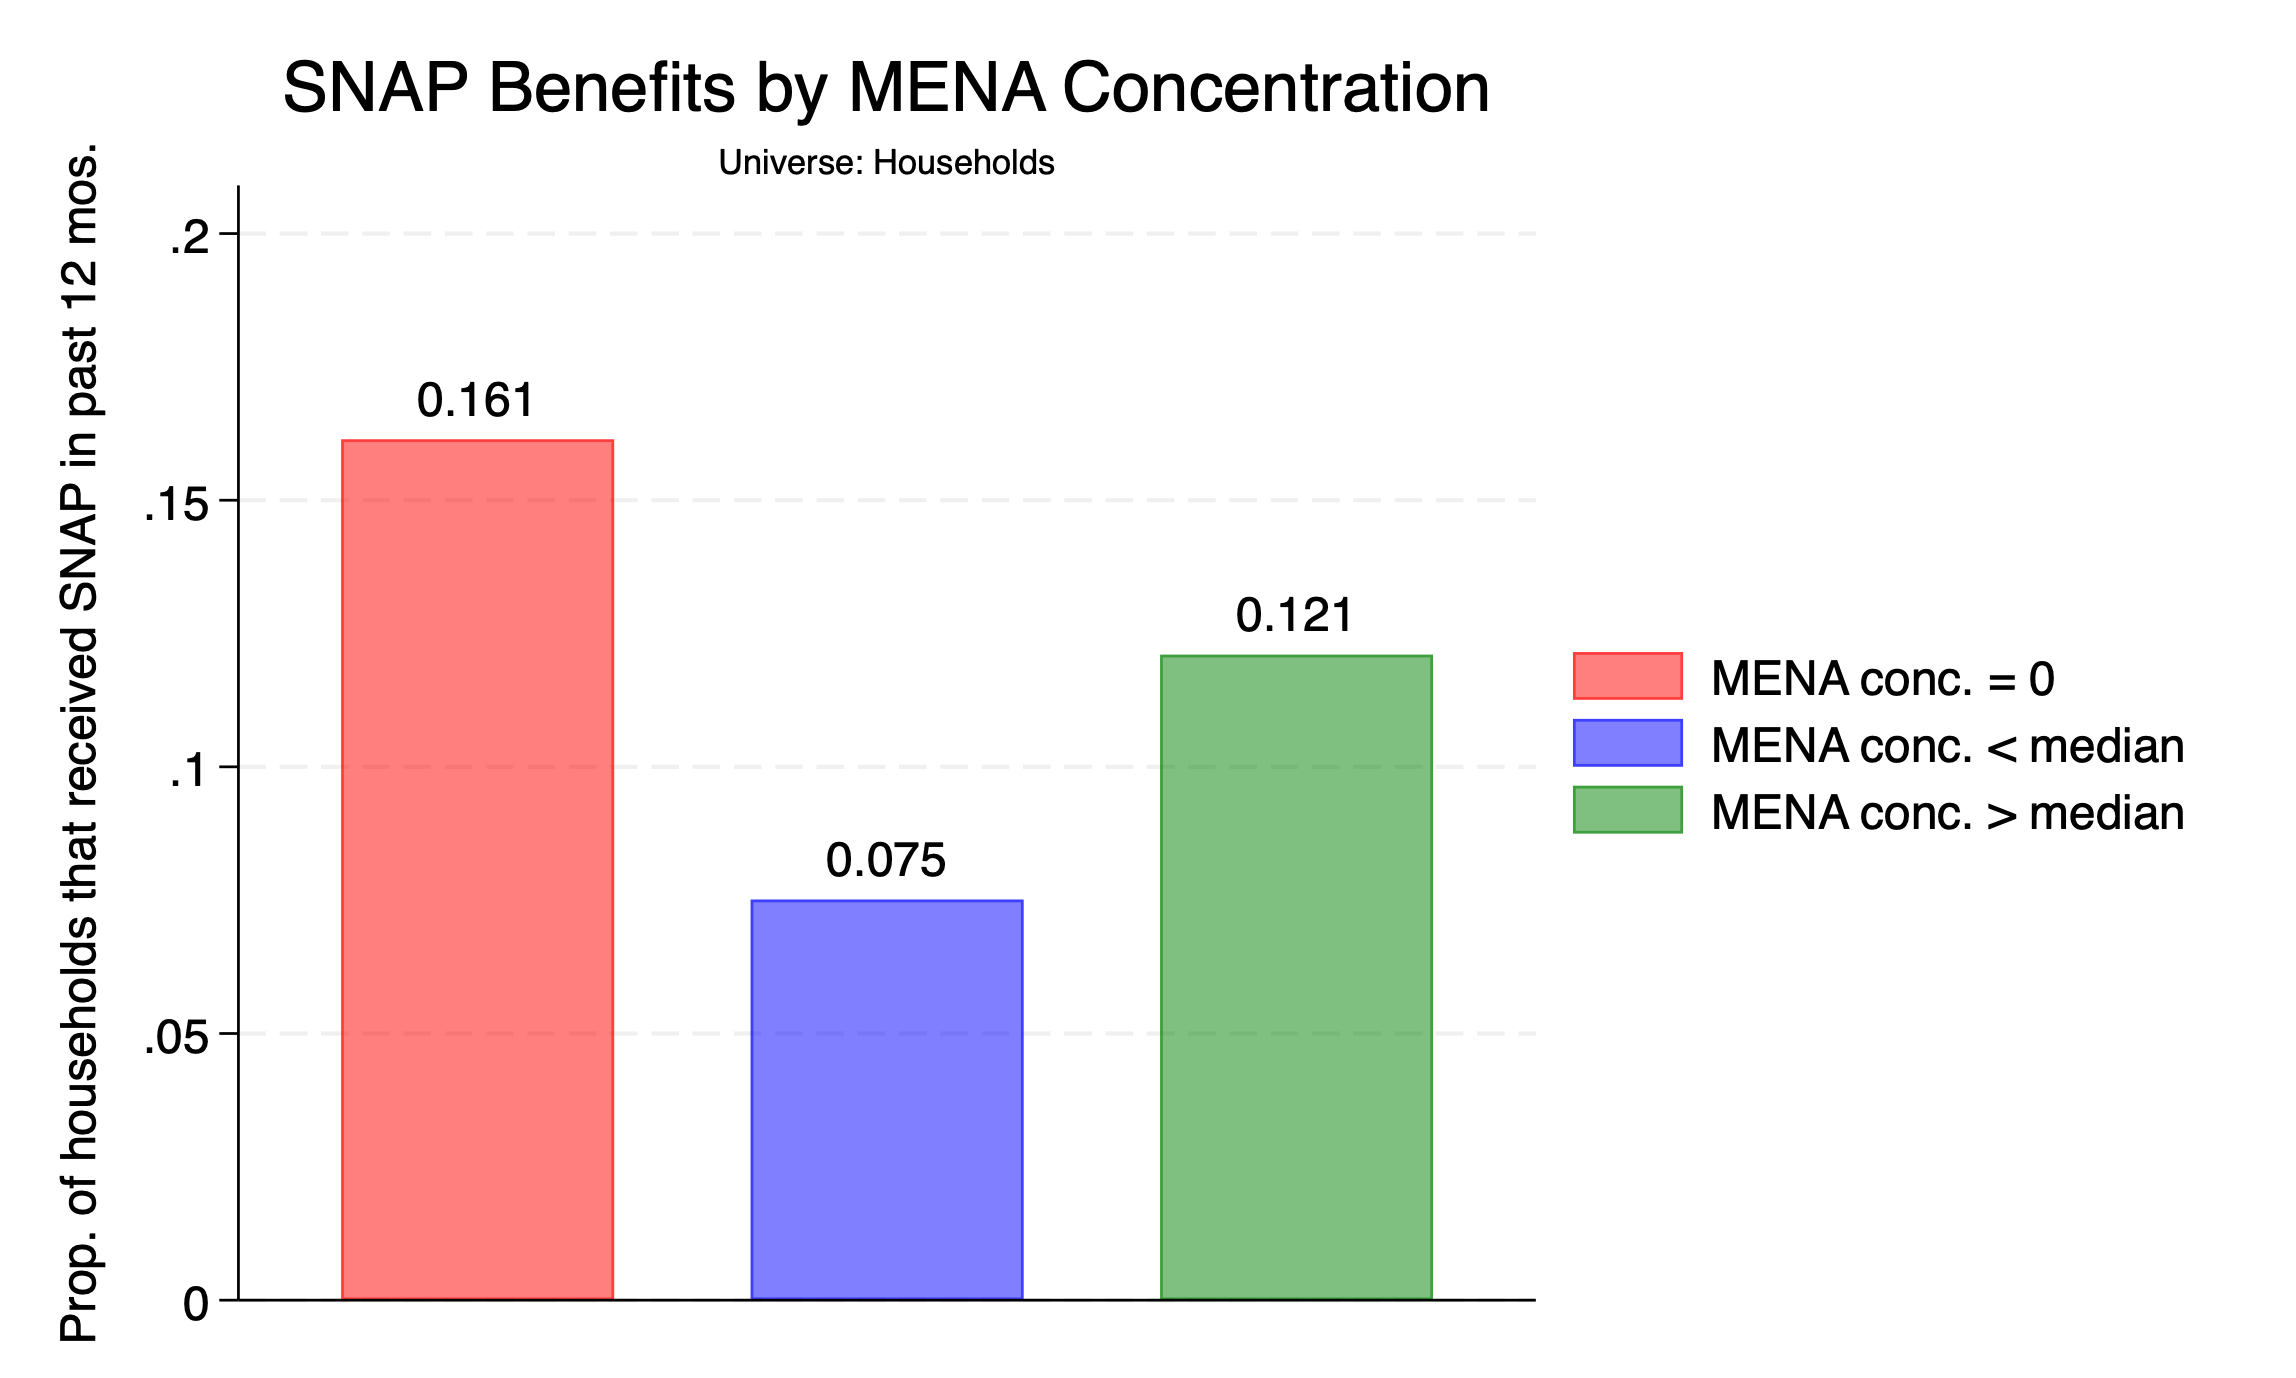 SNAP Benefits by MENA Concentration
Universe: Households
Prop. of households that received SNAP in past 12 mos.
.2
.15
.1
.05
0
0.161
0.075
0.121
MENA conc. = 0
MENA conc. < median
MENA conc. > median